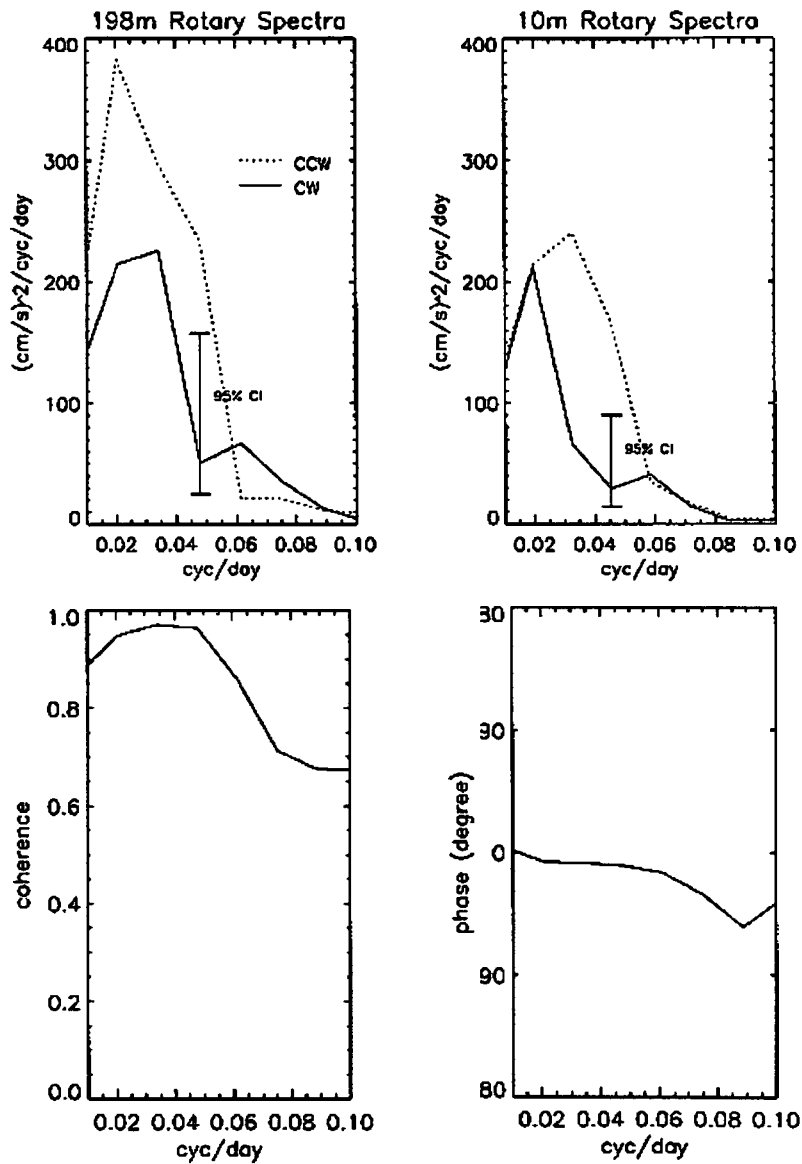 198m Rotary Spectra
400
300
200
100
0
(cm/s)^2/cyc/day
CCW
CW
95% CI
0.02 0.04 0.06 0.08 0.10
cyc/day
10m Rotary Spectra
400
300
200
100
0
(cm/s)^2/cyc/day
95% CI
0.02 0.04 0.06 0.08 0.10
cyc/day
1.0
0.8
0.6
0.4
0.2
0.0
coherence
0.02 0.04 0.06 0.08 0.10
cyc/day
30
90
0
90
80
phase (degree)
0.02 0.04 0.06 0.08 0.10
cyc/day